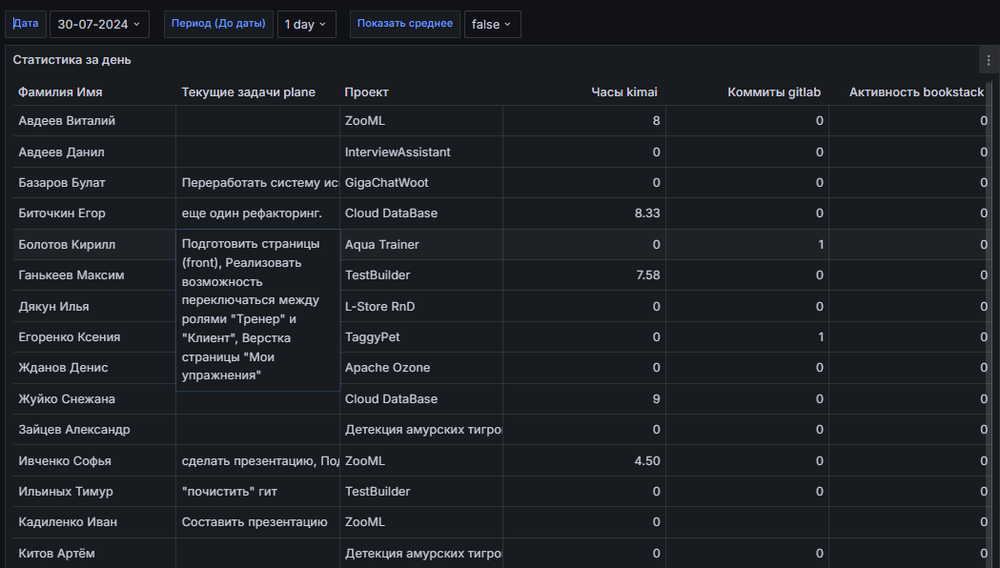 Дата 30-07-2024 Период (До даты) 1 day Показать среднее false
Статистика за день
Фамилия Имя Текущие задачи plane Проект Часы kimai Коммиты gitlab Активность bookstack
Авдеев Виталий ZooML 8 0 0
Авдеев Данил InterviewAssistant 0 0 0
Базаров Булат Переработать систему ис GigaChatWoot 0 0 0
Биточкин Егор еще один рефакторинг. Cloud DataBase 8.33 0 0
Болотов Кирилл Подготовить страницы Aqua Trainer 0 1 0
(front), Реализовать
Ганькеев Максим возможность TestBuilder 7.58 0 0
переключаться между
Дякун Илья ролями "Тренер" и L-Store RnD 0 0 0
Егоренко Ксения "Клиент", Верстка TaggyPet 0 1 0
страницы "Мои
Жданов Денис упражнения" Apache Ozone 0 0 0
Жуйко Снежана Cloud DataBase 9 0 0
Зайцев Александр Детекция амурских тигро 0 0 0
Ивченко Софья сделать презентацию, Под ZooML 4.50 0 0
Ильиных Тимур "почистить" гит TestBuilder 0 0 0
Кадиленко Иван Составить презентацию ZooML 0 0
Китов Артём Детекция амурских тигро 0 0 0